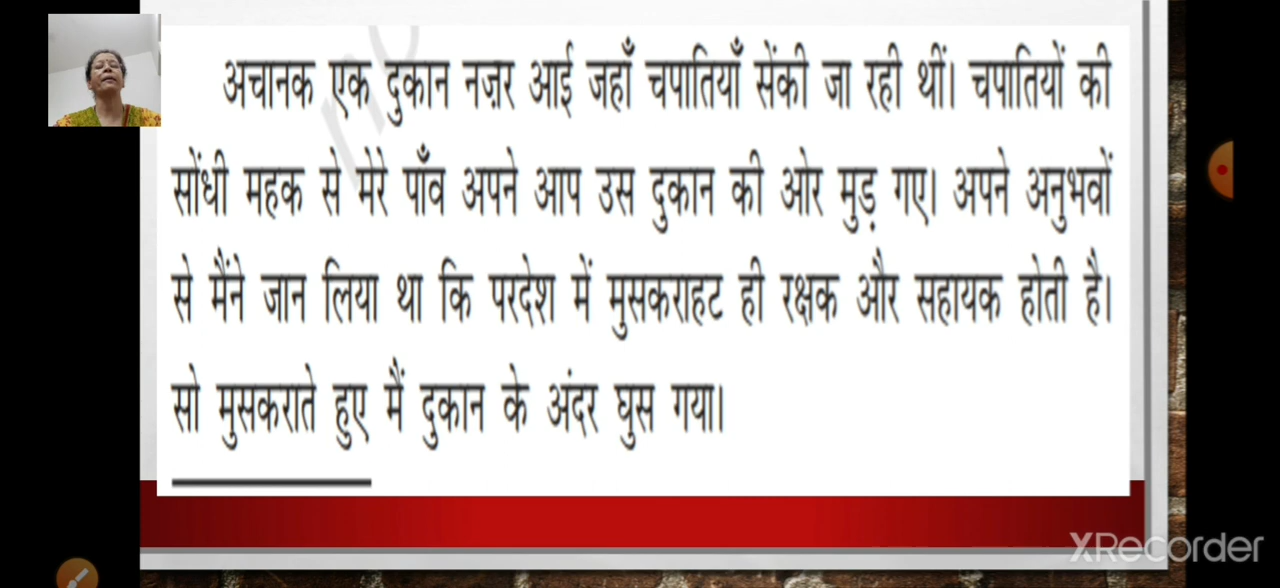 अचानक एक दुकान नज़र आई जहाँ चपातियाँ सेंकी जा रही थीं। चपातियों की
सोंधी महक से मेरे पाँव अपने आप उस दुकान की ओर मुड़ गए। अपने अनुभवों
से मैंने जान लिया था कि परदेश में मुसकराहट ही रक्षक और सहायक होती है।
सो मुसकराते हुए मैं दुकान के अंदर घुस गया।
XRecorder